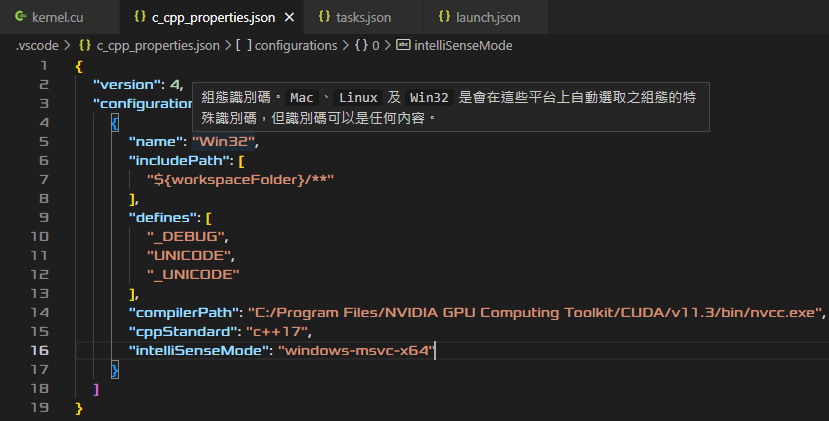 kernel.cu
c_cpp_properties.json
tasks.json
launch.json
.vscode > {} c_cpp_properties.json > [ ] configurations > {} 0 > abc intelliSenseMode
1 {
2 "version": 4,
3 "configuration
組態識別碼。Mac、Linux 及 Win32 是會在這些平台上自動選取之組態的特
殊識別碼，但識別碼可以是任何內容。
4 {
5 "name": "Win32",
6 "includePath": [
7 "${workspaceFolder}/**"
8 ],
9 "defines": [
10 "_DEBUG",
11 "UNICODE",
12 "_UNICODE"
13 ],
14 "compilerPath": "C:/Program Files/NVIDIA GPU Computing Toolkit/CUDA/v11.3/bin/nvcc.exe",
15 "cppStandard": "c++17",
16 "intelliSenseMode": "windows-msvc-x64"
17 }
18 ]
19 }